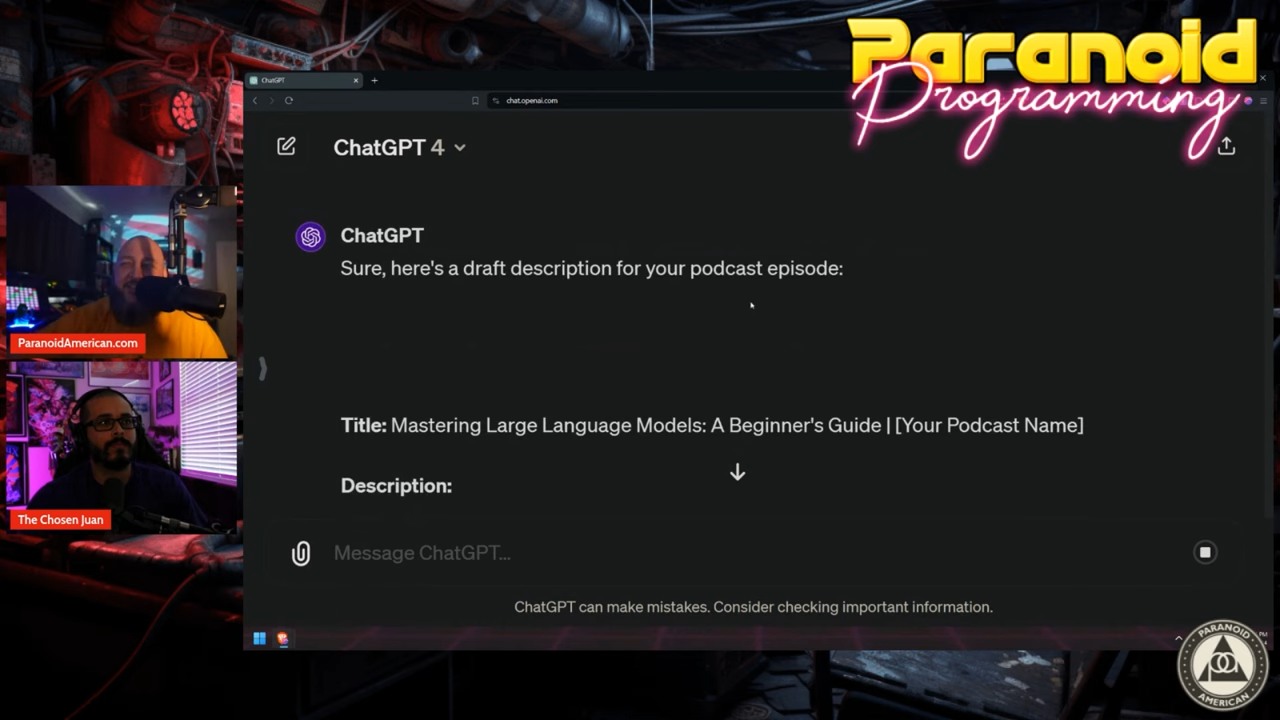 Paranoid
Programming
ChatGPT
chat.openai.com
ChatGPT 4
ChatGPT
Sure, here's a draft description for your podcast episode:
Title: Mastering Large Language Models: A Beginner's Guide | [Your Podcast Name]
Description:
Message ChatGPT...
ChatGPT can make mistakes. Consider checking important information.
ParanoidAmerican.com
The Chosen Juan
PARANOID
AMERICAN